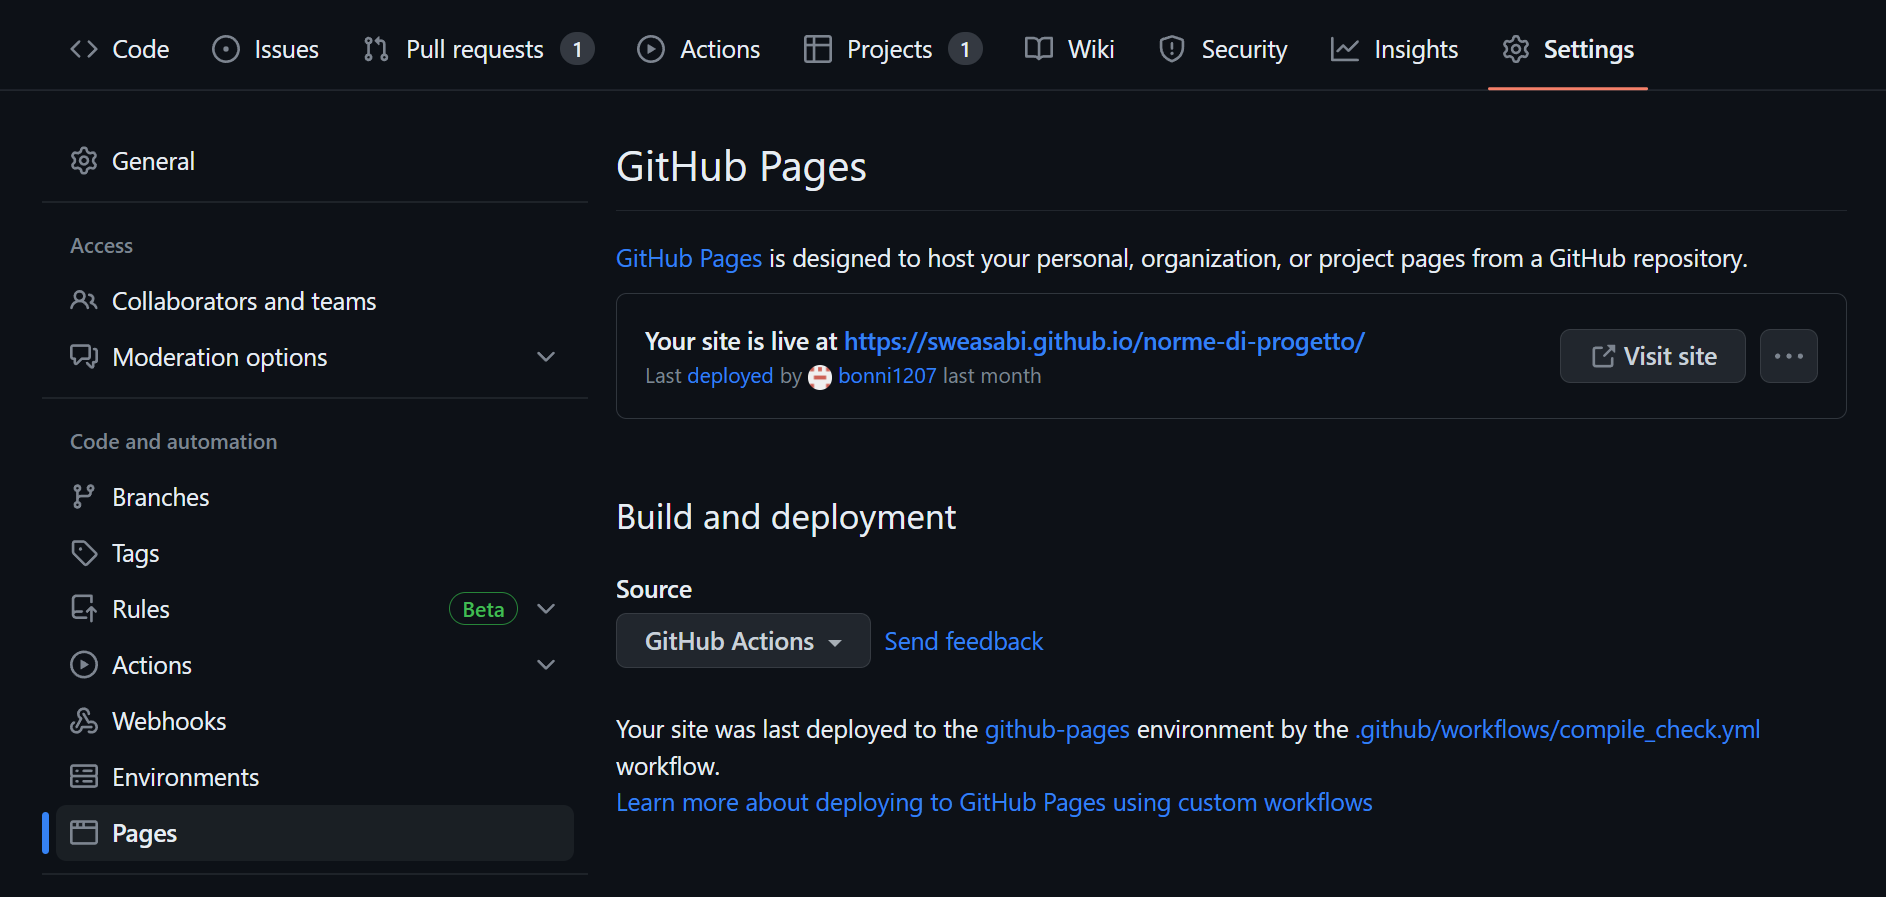 Code Issues Pull requests 1 Actions Projects 1 Wiki Security Insights Settings
General
Access
Collaborators and teams
Moderation options
Code and automation
Branches
Tags
Rules Beta
Actions
Webhooks
Environments
Pages
GitHub Pages
GitHub Pages is designed to host your personal, organization, or project pages from a GitHub repository.
Your site is live at https://sweasabi.github.io/norme-di-progetto/
Last deployed by bonni1207 last month
Visit site
Build and deployment
Source
GitHub Actions Send feedback
Your site was last deployed to the github-pages environment by the .github/workflows/compile_check.yml
workflow.
Learn more about deploying to GitHub Pages using custom workflows